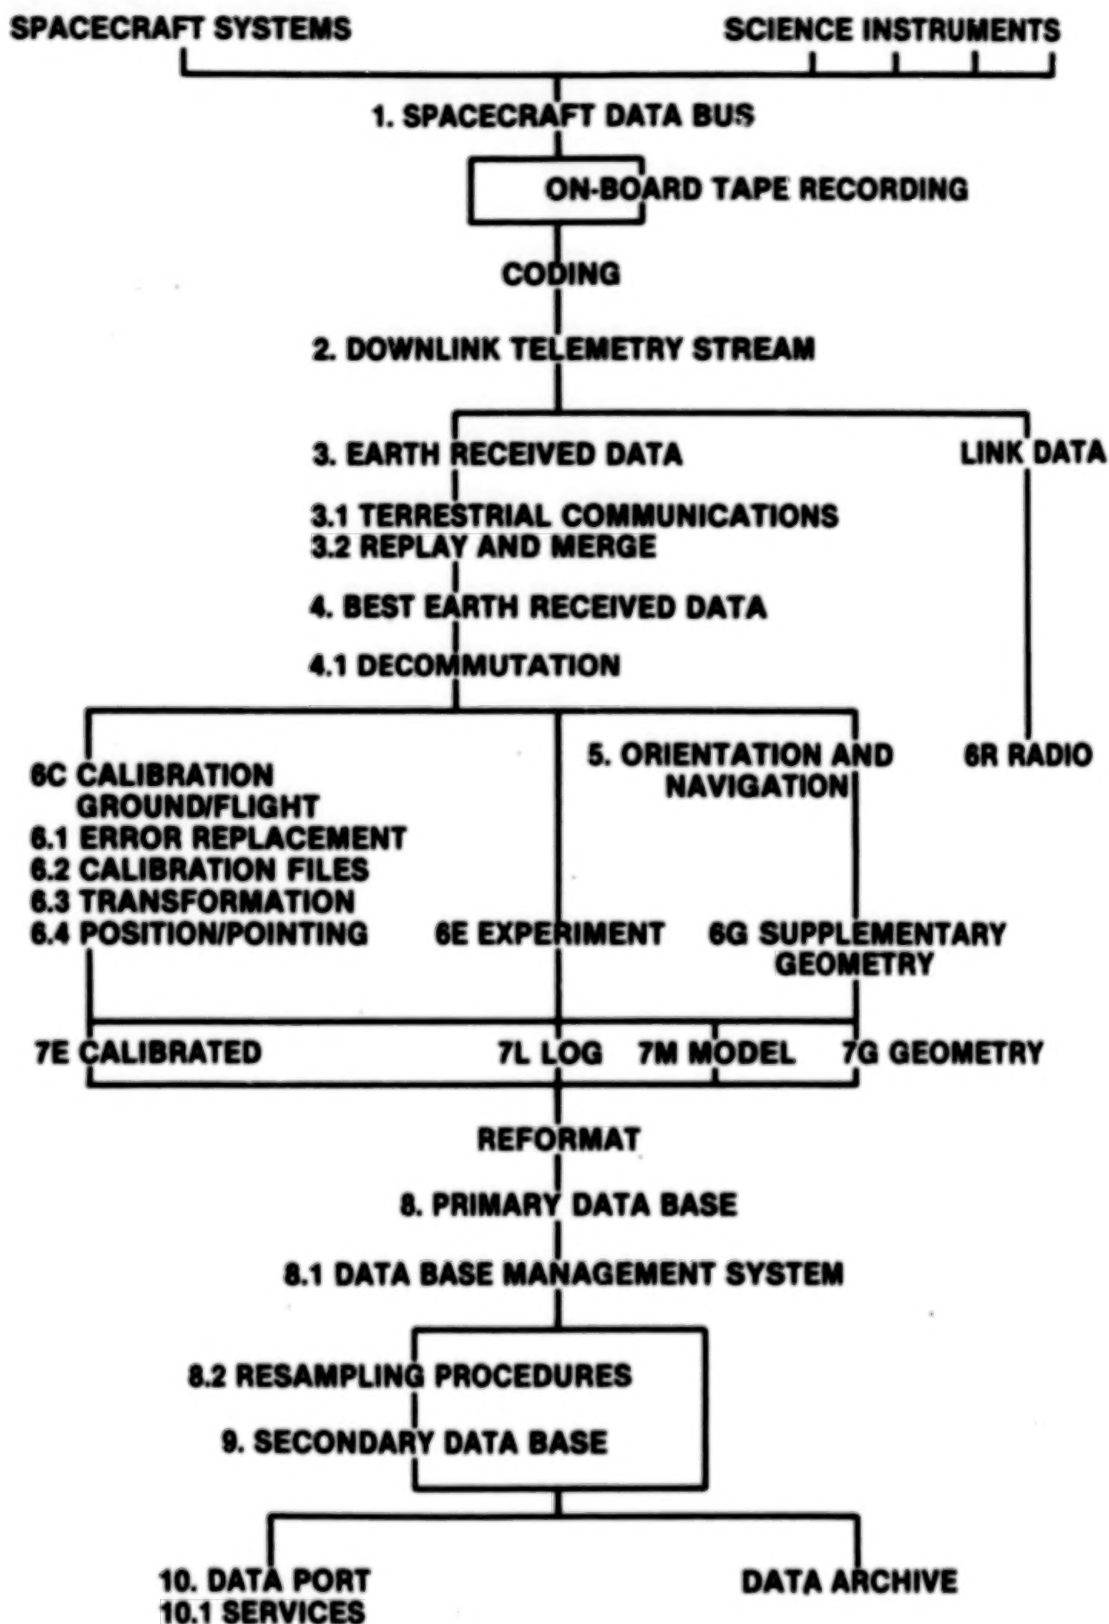 SPACECRAFT SYSTEMS
SCIENCE INSTRUMENTS
1. SPACECRAFT DATA BUS
ON-BOARD TAPE RECORDING
CODING
2. DOWNLINK TELEMETRY STREAM
3. EARTH RECEIVED DATA
LINK DATA
3.1 TERRESTRIAL COMMUNICATIONS
3.2 REPLAY AND MERGE
4. BEST EARTH RECEIVED DATA
4.1 DECOMMUTATION
5. ORIENTATION AND
NAVIGATION
6R RADIO
6C CALIBRATION
GROUND/FLIGHT
6.1 ERROR REPLACEMENT
6.2 CALIBRATION FILES
6.3 TRANSFORMATION
6.4 POSITION/POINTING
6E EXPERIMENT
6G SUPPLEMENTARY
GEOMETRY
7E CALIBRATED
7L LOG
7M MODEL
7G GEOMETRY
REFORMAT
8. PRIMARY DATA BASE
8.1 DATA BASE MANAGEMENT SYSTEM
8.2 RESAMPLING PROCEDURES
9. SECONDARY DATA BASE
10. DATA PORT
10.1 SERVICES
DATA ARCHIVE